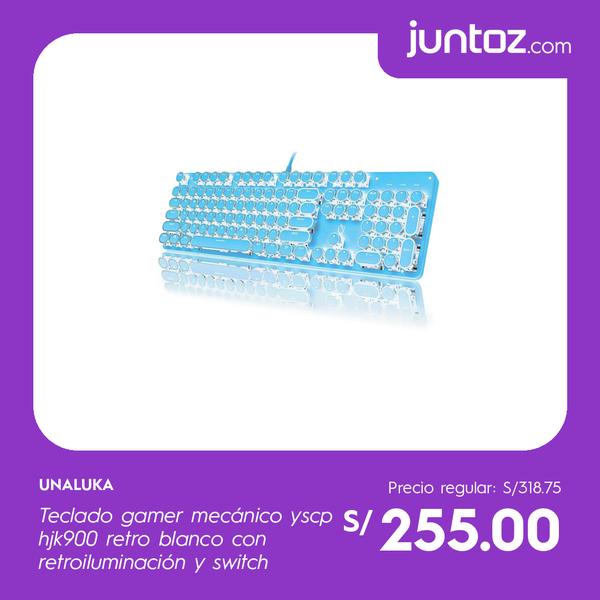 juntoz.com
UNALUKA
Teclado gamer mecánico yscp
hjk900 retro blanco con
retroiluminación y switch
Precio regular: S/318.75
S/255.00